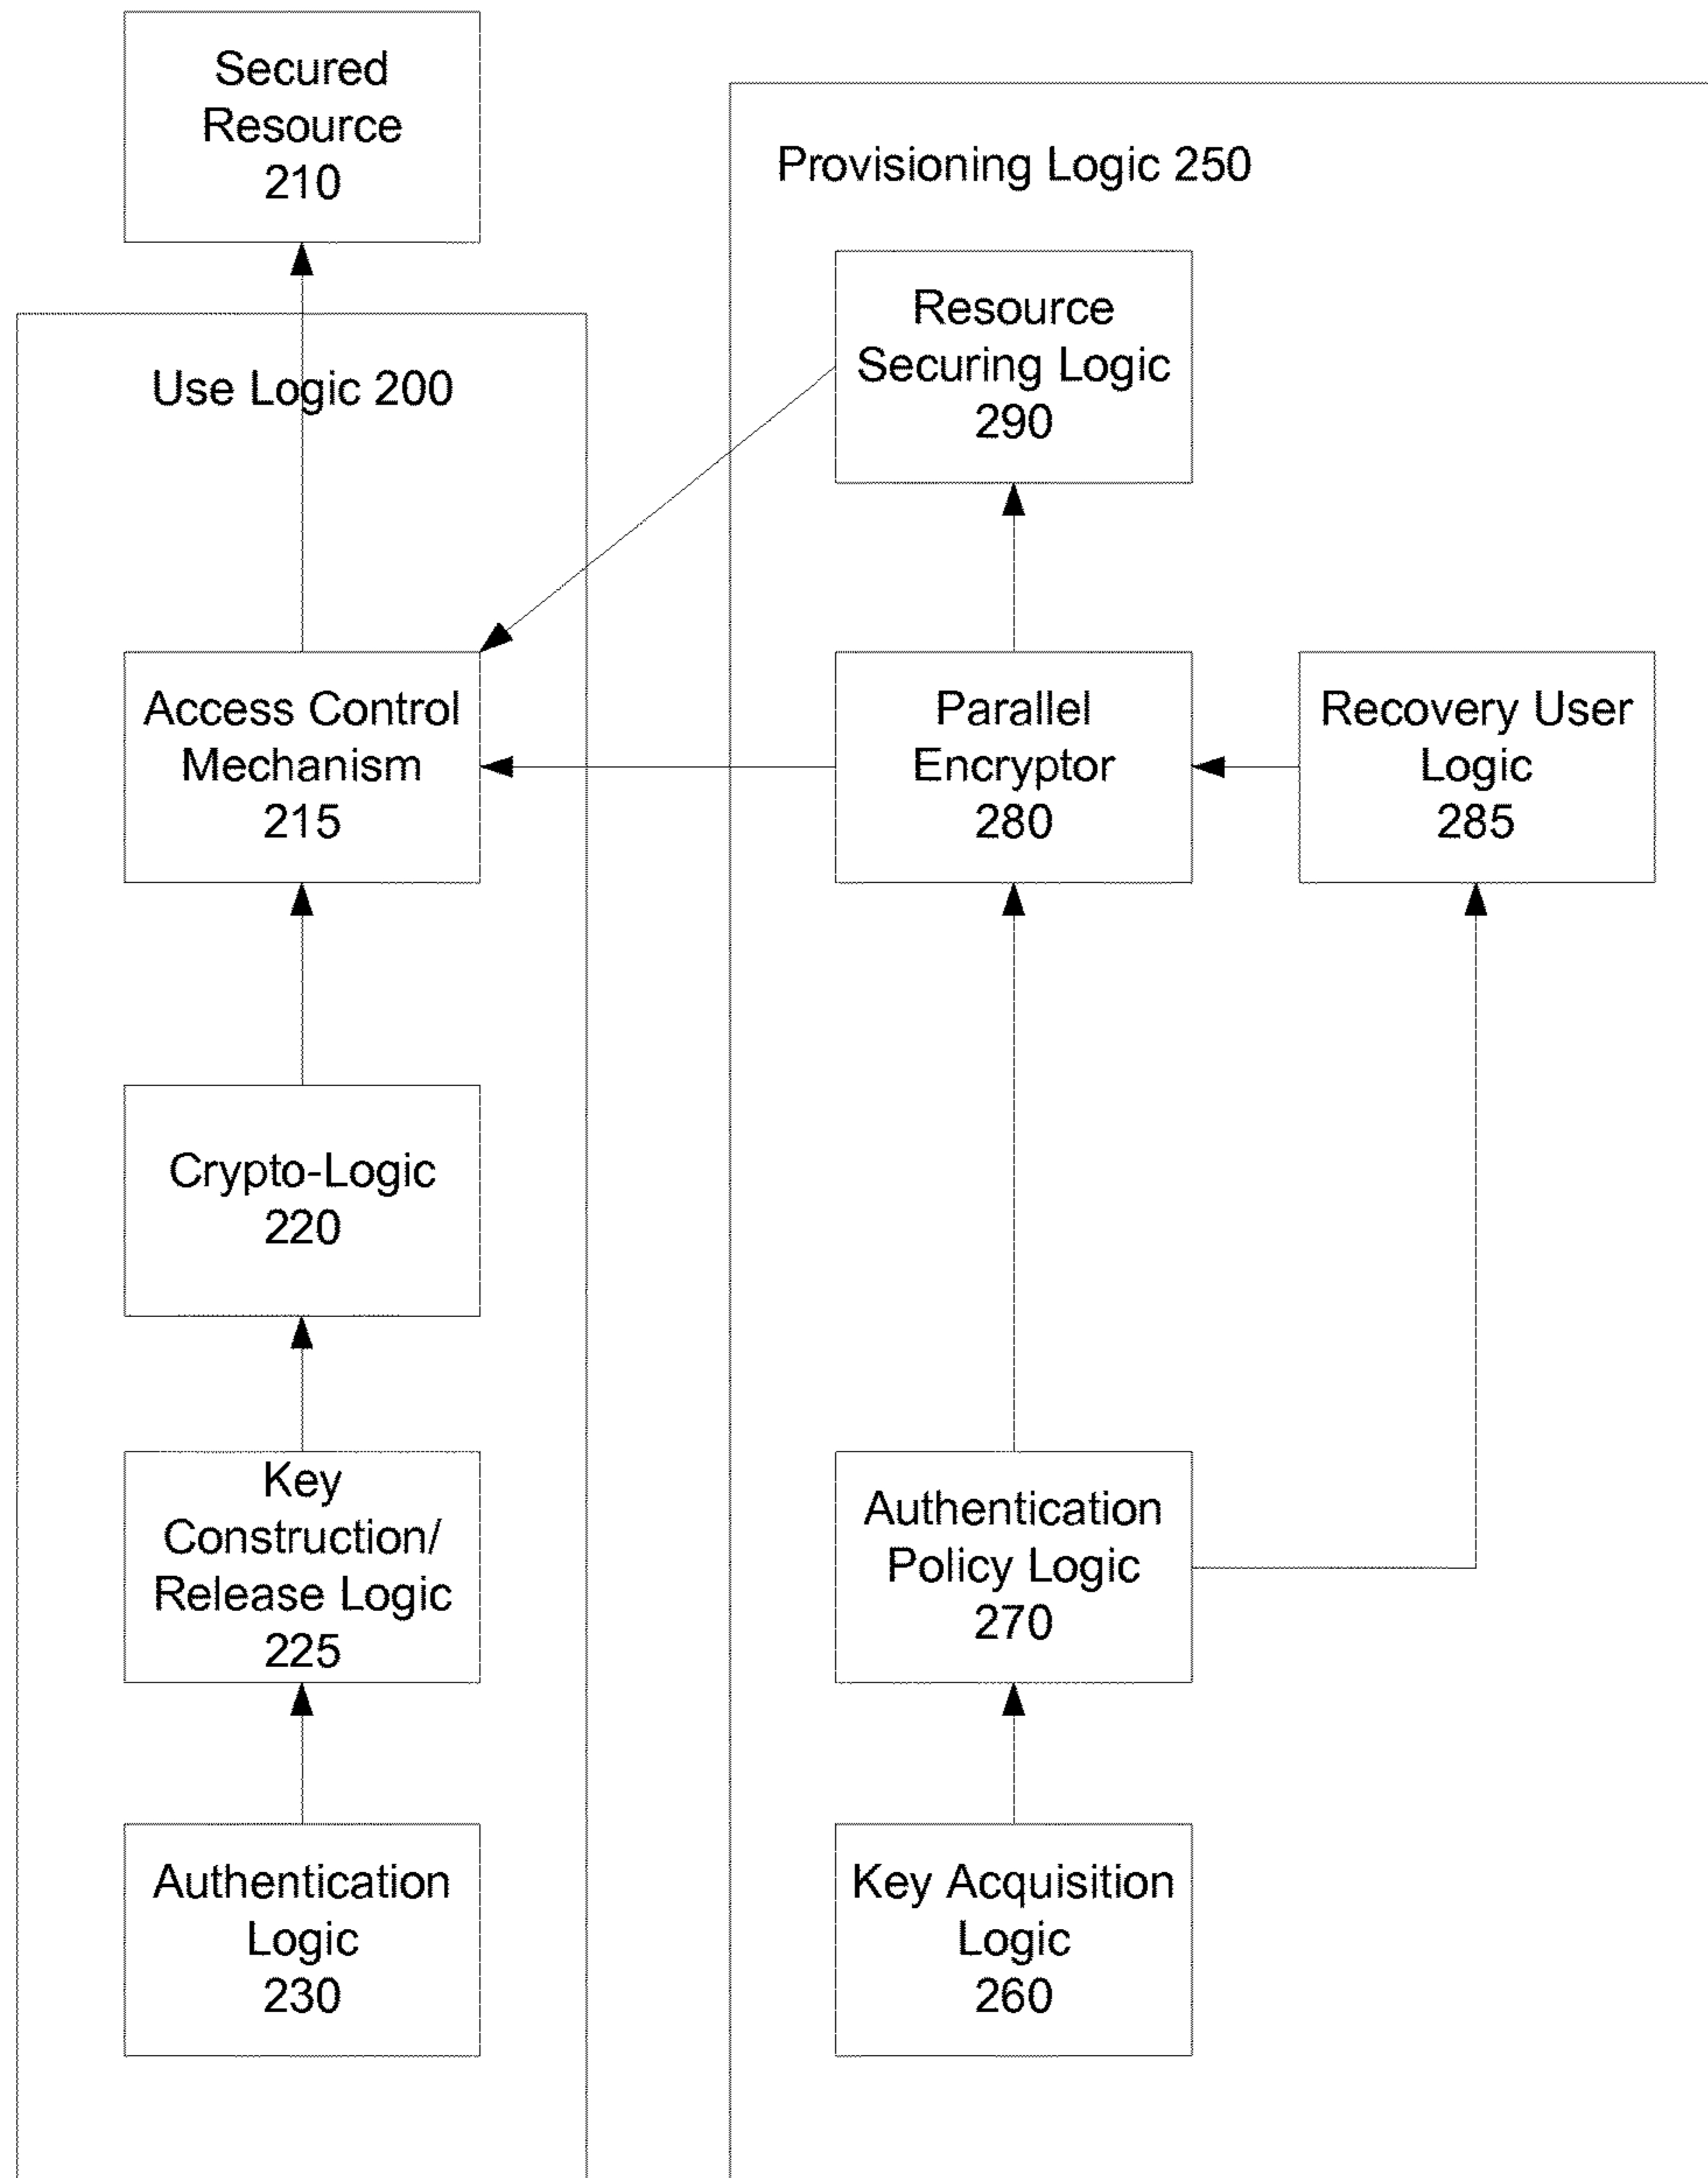 Secured
Resource
210
Provisioning Logic 250
Resource
Securing Logic
290
Use Logic 200
Access Control
Mechanism
215
Parallel
Encryptor
280
Recovery User
Logic
285
Crypto-Logic
220
Key
Construction/
Release Logic
225
Authentication
Policy Logic
270
Authentication
Logic
230
Key Acquisition
Logic
260